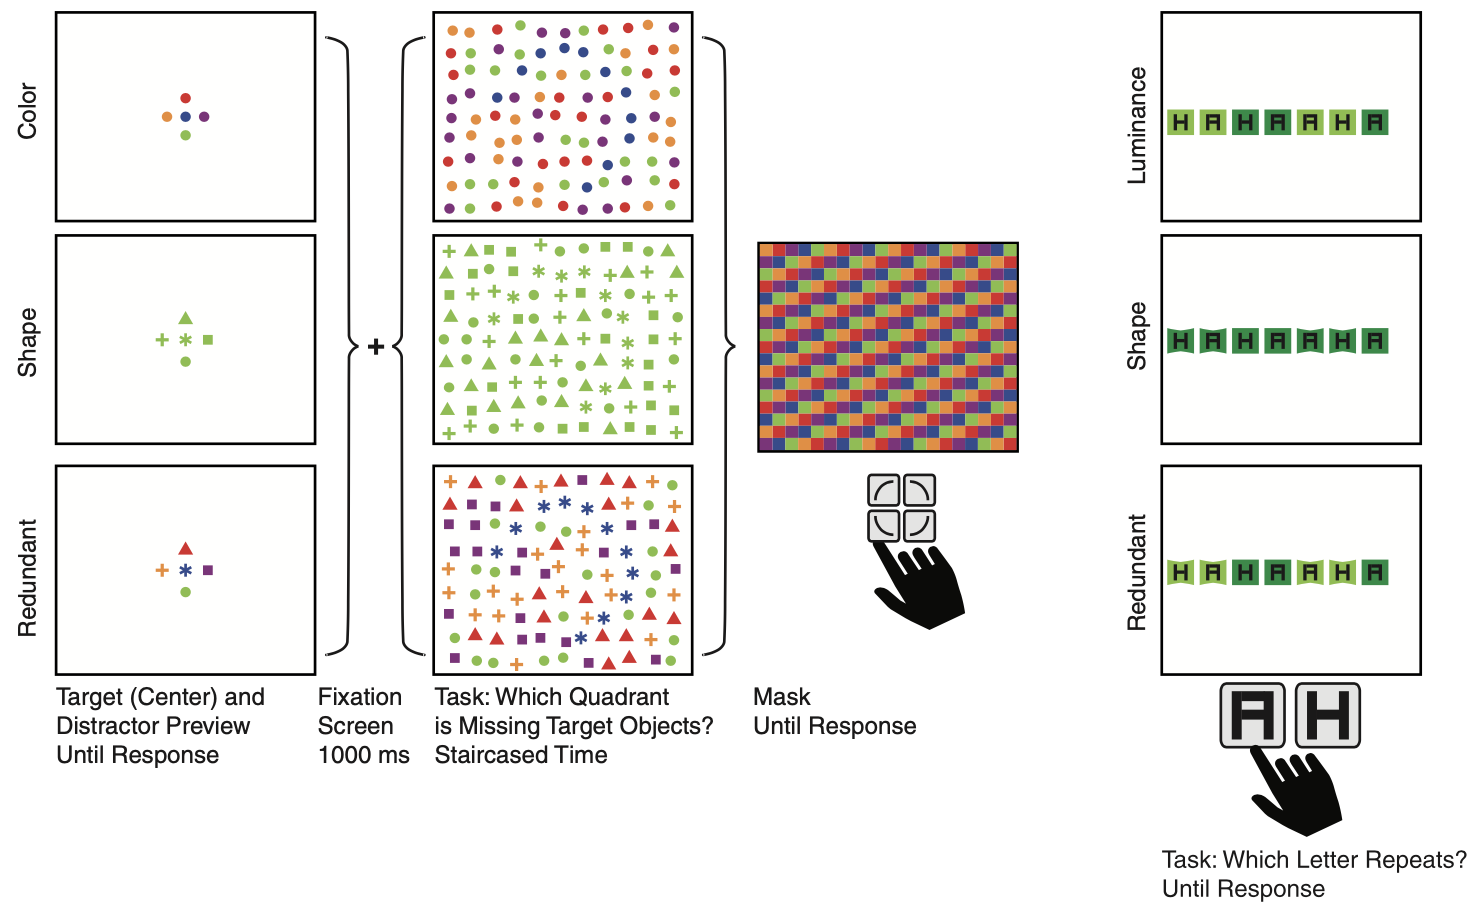 Color
Shape
Redundant
+
Target (Center) and
Distractor Preview
Until Response
Fixation
Screen
1000 ms
Task: Which Quadrant
is Missing Target Objects?
Staircased Time
Mask
Until Response
Luminance
H A H A A H A
Shape
H A H A A H A
Redundant
H A H A A H A
A H
Task: Which Letter Repeats?
Until Response